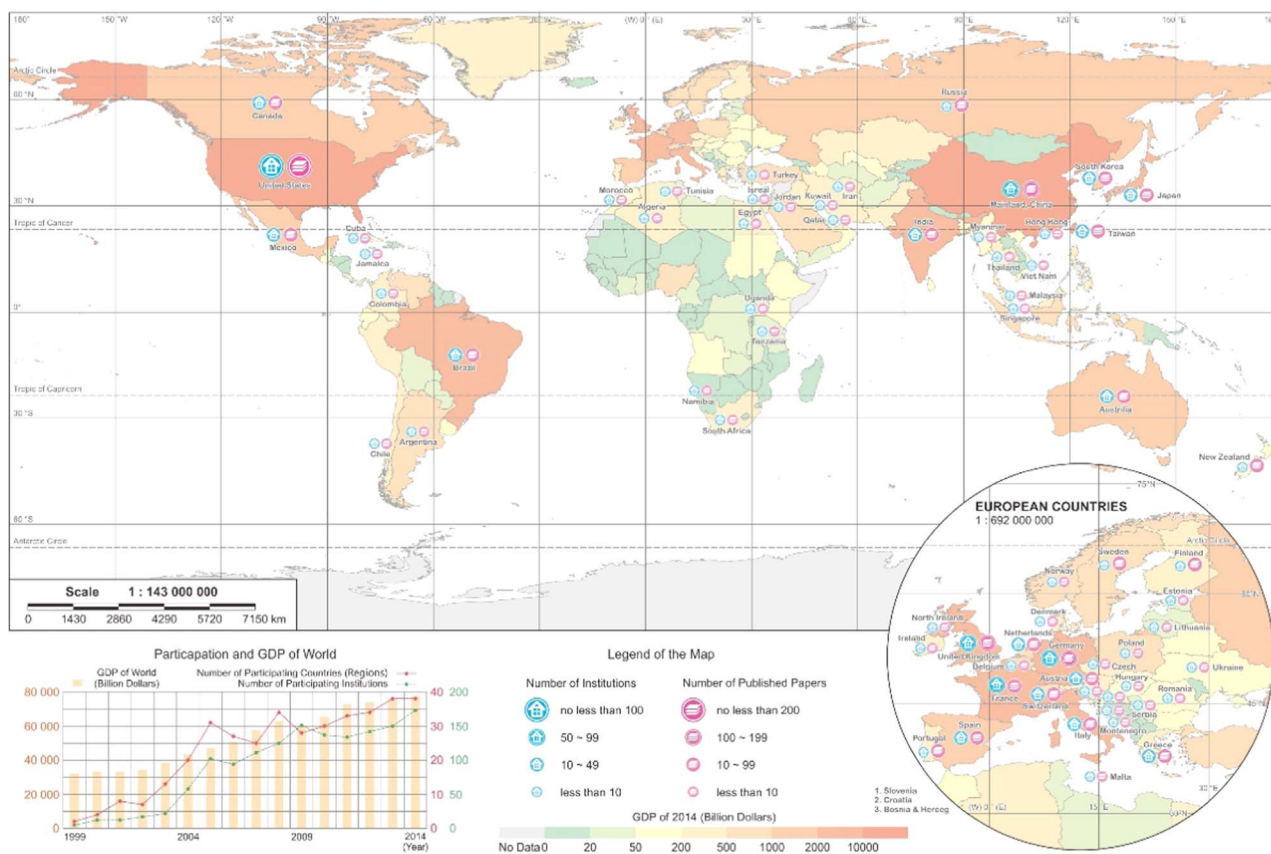 180° 150 °W 120 °W 90 °W 60 °W (W) 0° (E) 30 °E 60 °E 90 °E 120 °E 150 °E 180°
Arctic Circle
60 °N
Canada
Russia
United States
30 °N
Morocco
Tunisia
Algeria
Turkey
Isreal
Jordan
Egypt
Kuwait
Iran
Qatar
India
Mainland China
South Korea
Japan
Tropic of Cancer
Mexico
Cuba
Jamaica
Myanmar
Hong Kong
Taiwan
Thailand
Viet Nam
Colombia
Malaysia
Singapore
0°
Uganda
Tanzania
Brazil
Tropic of Capricorn
Namibia
Austrilia
30 °S
South Africa
Argentina
Chile
New Zealand
60 °S
Antarctic Circle
Scale 1 : 143 000 000
0 1430 2860 4290 5720 7150 km
EUROPEAN COUNTRIES
1 : 692 000 000
75 °N
Arctic Circle
Sweden
Finland
Norway
Estonia
60 °N
Denmark
Lithuania
North Ireland
Ireland
Netherlands
Poland
United Kingdom
Germany
Belgium
Czech
Ukraine
Austria
Hungary
France
Romania
Switzerland
Serbia
45 °N
Montenegro
Italy
Spain
Portugal
Greece
Malta
30 °N
(W) 0° (E)
15 °E
1. Slovenia
2. Croatia
3. Bosnia & Herceg
Particapation and GDP of World
GDP of World
(Billion Dollars)
Number of Participating Countries (Regions)
Number of Participating Institutions
80 000 40 200
60 000 30 150
40 000 20 100
20 000 10 50
0 0 0
1999 2004 2009 2014
(Year)
Legend of the Map
Number of Institutions
no less than 100
50 ~ 99
10 ~ 49
less than 10
Number of Published Papers
no less than 200
100 ~ 199
10 ~ 99
less than 10
GDP of 2014 (Billion Dollars)
No Data 0 20 50 200 500 1000 2000 10000